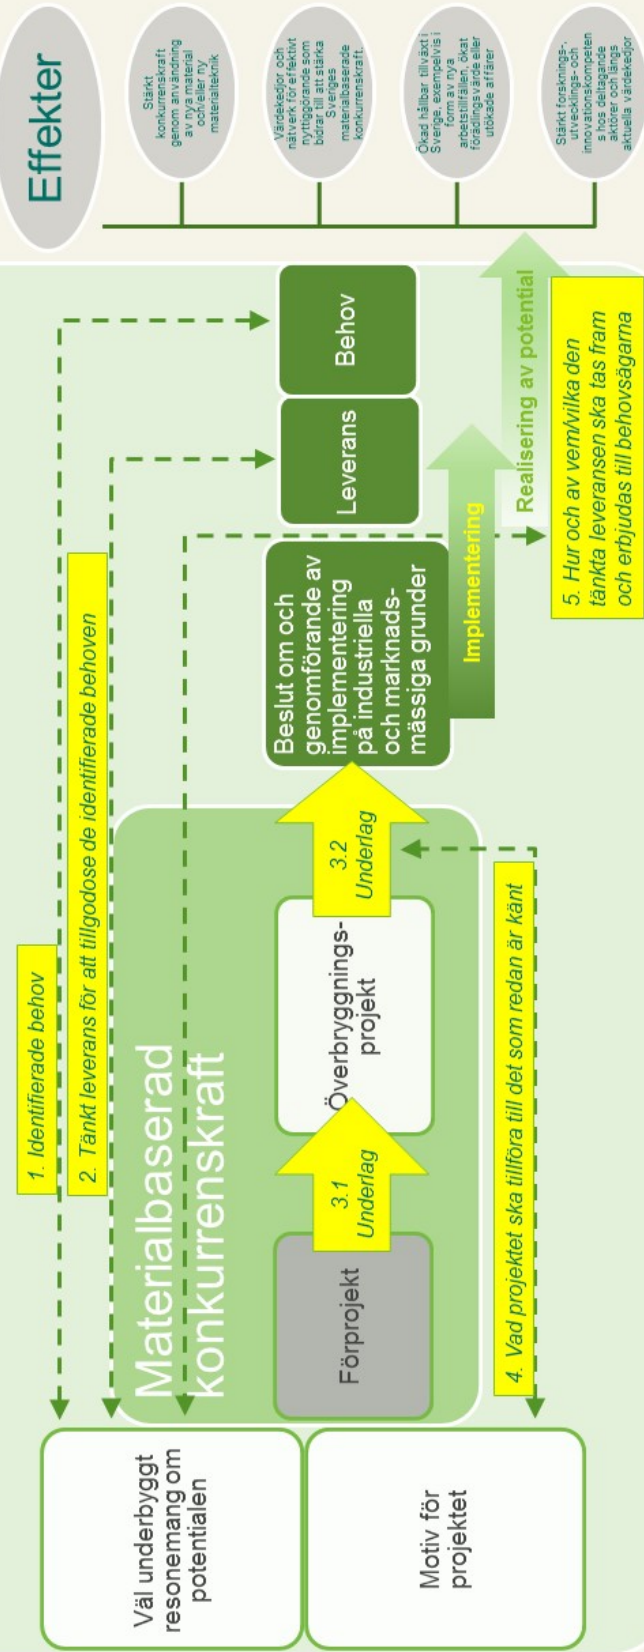 1. Identifierade behov
2. Tänkt leverans för att tillgodose de identifierade behoven
Väl underbyggt
resonemang om
potentialen
Motiv för
projektet
Materialbaserad
konkurrenskraft
Förprojekt
3.1
Underlag
Överbryggnings-
projekt
3.2
Underlag
4. Vad projektet ska tillföra till det som redan är känt
Beslut om och
genomförande av
implementering
på industriella
och marknads-
mässiga grunder
Leverans
Behov
Implementering
Realisering av potential
5. Hur och av vem/vilka den
tänkta leveransen ska tas fram
och erbjudas till behovsägarna
Effekter
Stärkt
konkurrenskraft
genom användning
av nya material
och/eller ny
materialteknik
Värdekedjor och
nätverk för effektivt
nyttiggörande som
bidrar till att stärka
Sveriges
materialbaserade
konkurrenskraft.
Ökad hållbar tillväxt i
Sverige, exempelvis i
form av nya
arbetstillfällen, ökat
förädlingsvärde eller
utökade affärer
Stärkt forsknings-,
utvecklings- och
innovationskompeten
s hos deltagande
aktörer och längs
aktuella värdekedjor